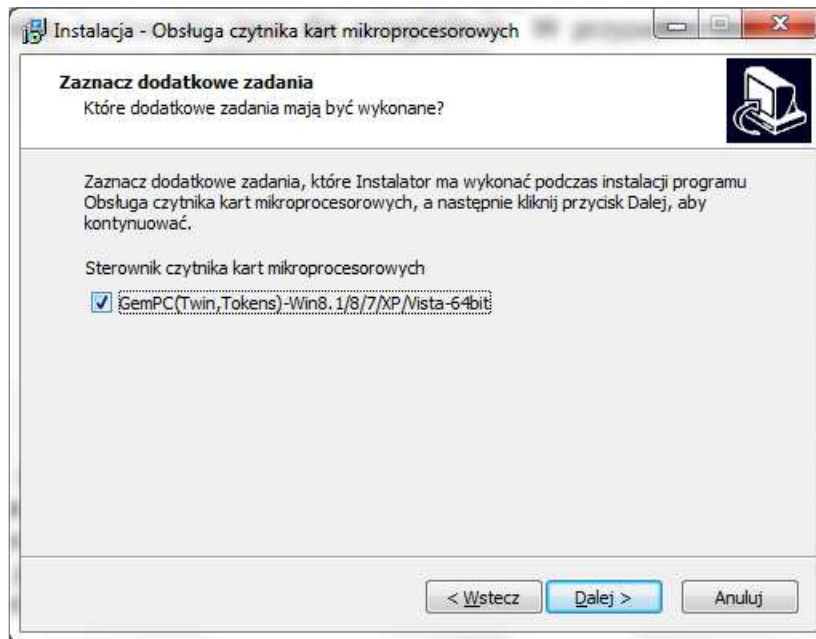 Instalacja - Obsługa czytnika kart mikroprocesorowych
Zaznacz dodatkowe zadania
Które dodatkowe zadania mają być wykonane?
Zaznacz dodatkowe zadania, które Instalator ma wykonać podczas instalacji programu
Obsługa czytnika kart mikroprocesorowych, a następnie kliknij przycisk Dalej, aby
kontynuować.
Sterownik czytnika kart mikroprocesorowych
GemPC(Twin,Tokens)-Win8.1/8/7/XP/Vista-64bit
< Wstecz
Dalej >
Anuluj